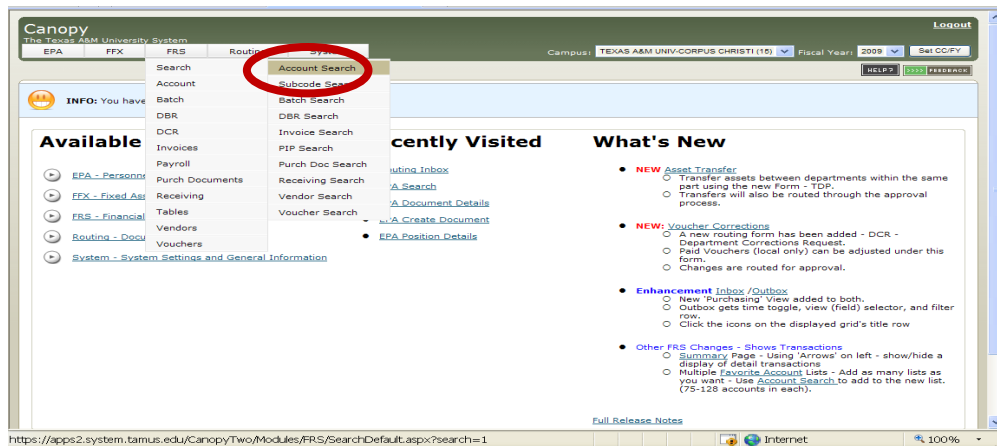 Logout
Canopy
The Texas A&M University System
EPA FFX FRS Campus: TEXAS A&M UNIV-CORPUS CHRISTI (15) Fiscal Year: 2009 Set CC/FY
HELP? >>>> FEEDBACK
Search
Account
Batch
DBR
DCR
Invoices
Payroll
Purch Documents
Receiving
Tables
Vendors
Vouchers
Account Search
Subcode Search
Batch Search
DBR Search
Invoice Search
PIP Search
Purch Doc Search
Receiving Search
Vendor Search
Voucher Search
INFO: You have
Available
EPA - Personne
FFX - Fixed Ass
FRS - Financial
Routing - Docu
System - System Settings and General Information
cently Visited
uting Inbox
A Search
A Document Details
EPA Create Document
EPA Position Details
What's New
NEW Asset Transfer
Transfer assets between departments within the same
part using the new Form - TDP.
Transfers will also be routed through the approval
process.
NEW: Voucher Corrections
A new routing form has been added - DCR -
Department Corrections Request.
Paid Vouchers (local only) can be adjusted under this
form.
Changes are routed for approval.
Enhancement Inbox /Outbox
New 'Purchasing' View added to both.
Outbox gets time toggle, view (field) selector, and filter
row.
Click the icons on the displayed grid's title row
Other FRS Changes - Shows Transactions
Summary Page - Using 'Arrows' on left - show/hide a
display of detail transactions
Multiple Favorite Account Lists - Add as many lists as
you want - Use Account Search to add to the new list.
(75-128 accounts in each).
Full Release Notes
https://apps2.system.tamus.edu/CanopyTwo/Modules/FRS/SearchDefault.aspx?search=1 Internet 100%